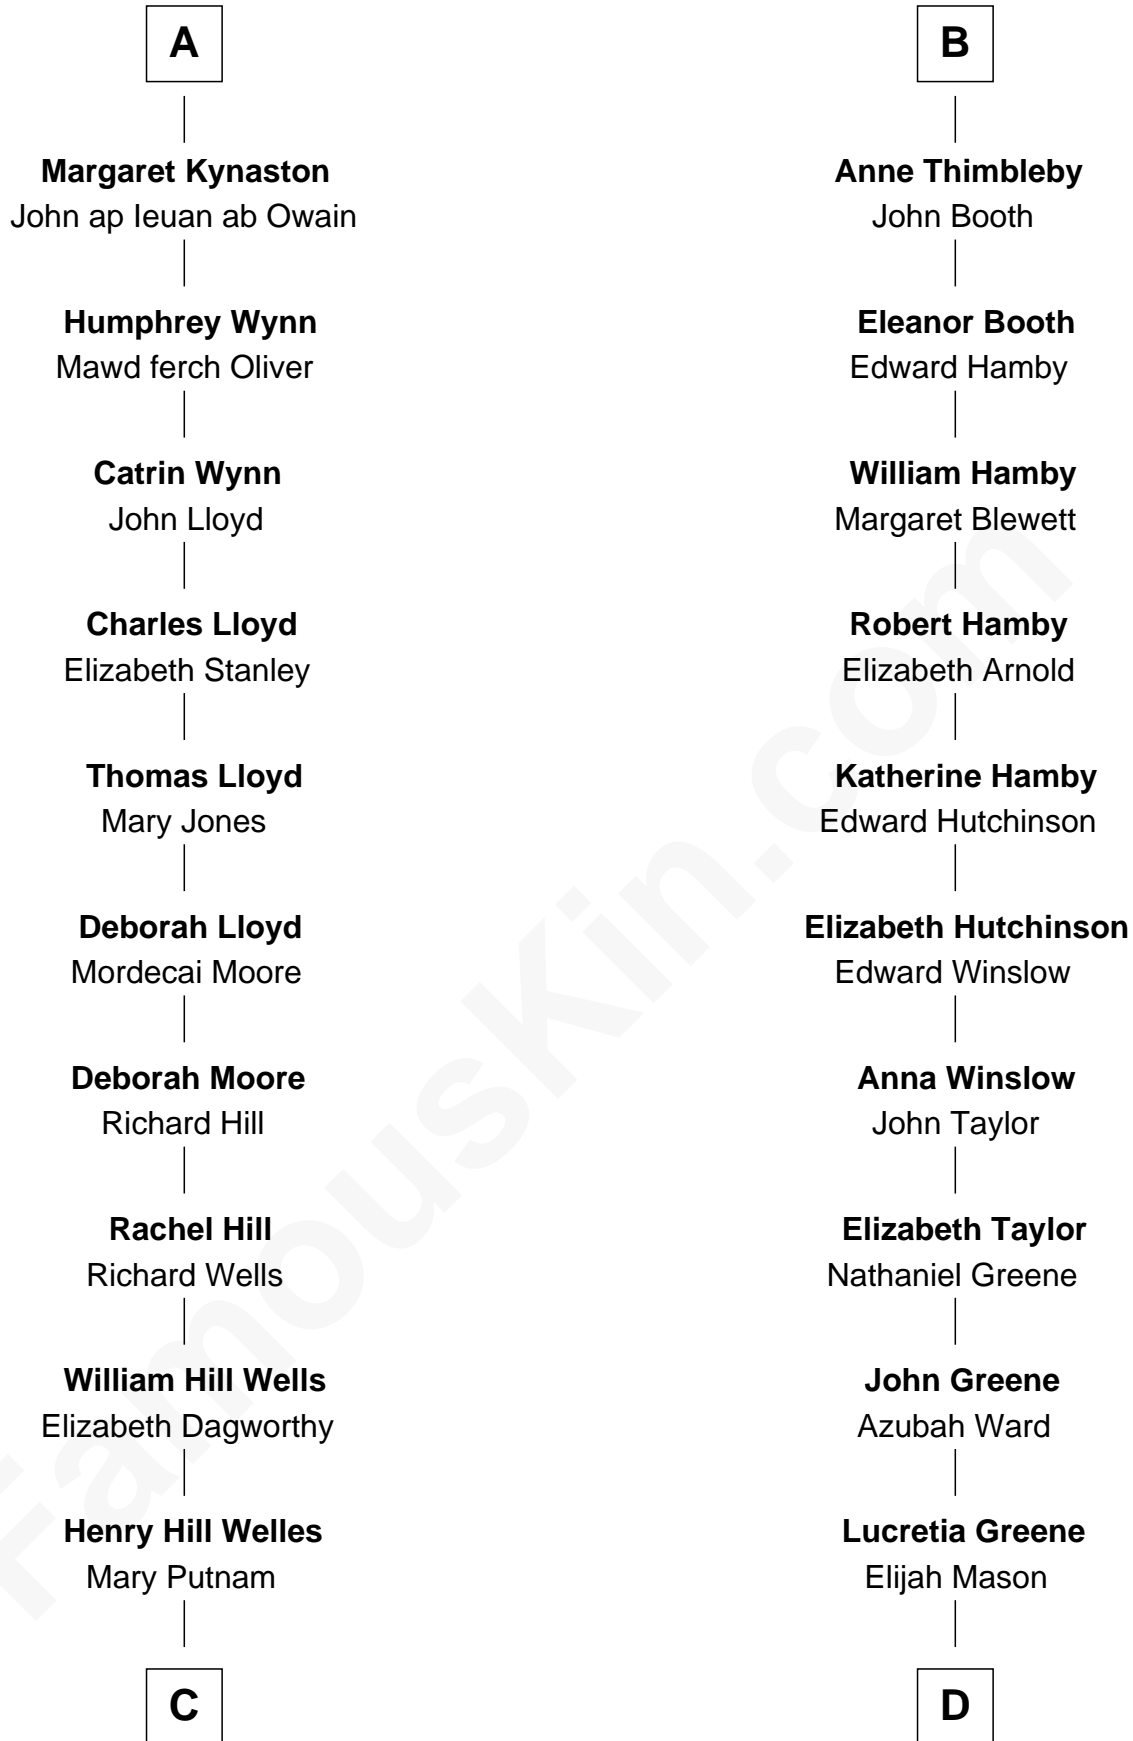 A
Margaret Kynaston
John ap Ieuan ab Owain
Humphrey Wynn
Mawd ferch Oliver
Catrin Wynn
John Lloyd
Charles Lloyd
Elizabeth Stanley
Thomas Lloyd
Mary Jones
Deborah Lloyd
Mordecai Moore
Deborah Moore
Richard Hill
Rachel Hill
Richard Wells
William Hill Wells
Elizabeth Dagworthy
Henry Hill Welles
Mary Putnam
C
B
Anne Thimbleby
John Booth
Eleanor Booth
Edward Hamby
William Hamby
Margaret Blewett
Robert Hamby
Elizabeth Arnold
Katherine Hamby
Edward Hutchinson
Elizabeth Hutchinson
Edward Winslow
Anna Winslow
John Taylor
Elizabeth Taylor
Nathaniel Greene
John Greene
Azubah Ward
Lucretia Greene
Elijah Mason
D
FamousKin.com